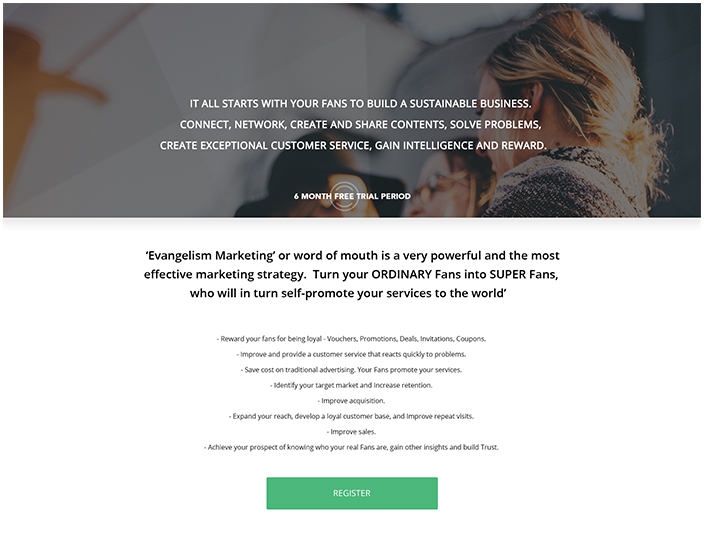 IT ALL STARTS WITH YOUR FANS TO BUILD A SUSTAINABLE BUSINESS.
CONNECT, NETWORK, CREATE AND SHARE CONTENTS, SOLVE PROBLEMS,
CREATE EXCEPTIONAL CUSTOMER SERVICE, GAIN INTELLIGENCE AND REWARD.
6 MONTH FREE TRIAL PERIOD
‘Evangelism Marketing’ or word of mouth is a very powerful and the most
effective marketing strategy.  Turn your ORDINARY Fans into SUPER Fans,
who will in turn self-promote your services to the world’
- Reward your fans for being loyal - Vouchers, Promotions, Deals, Invitations, Coupons.
- Improve and provide a customer service that reacts quickly to problems.
- Save cost on traditional advertising. Your Fans promote your services.
- Identify your target market and Increase retention.
- Improve acquisition.
- Expand your reach, develop a loyal customer base, and Improve repeat visits.
- Improve sales.
- Achieve your prospect of knowing who your real Fans are, gain other insights and build Trust.
REGISTER